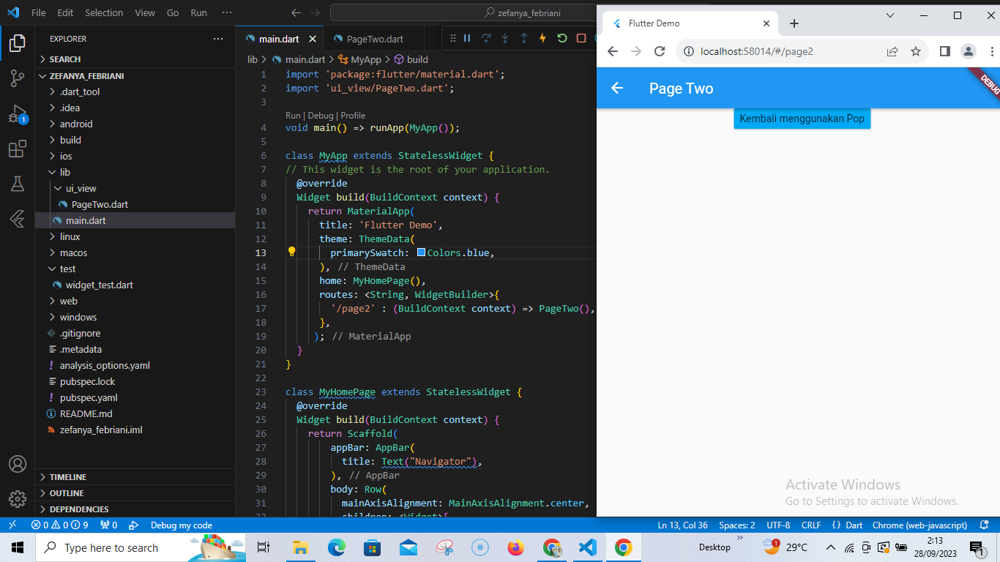 File Edit Selection View Go Run ··· zefanya_febriani
EXPLORER ···
SEARCH
ZEFANYA_FEBRIANI
.dart_tool
.idea
android
build
ios
lib
ui_view
PageTwo.dart
main.dart
linux
macos
test
widget_test.dart
web
windows
.gitignore
.metadata
analysis_options.yaml
pubspec.lock
pubspec.yaml
README.md
zefanya_febriani.iml
TIMELINE
OUTLINE
DEPENDENCIES
main.dart PageTwo.dart
lib > main.dart > MyApp > build
1 import 'package:flutter/material.dart';
2 import 'ui_view/PageTwo.dart';
3
Run | Debug | Profile
4 void main() => runApp(MyApp());
5
6 class MyApp extends StatelessWidget {
7 // This widget is the root of your application.
8 @override
9 Widget build(BuildContext context) {
10 return MaterialApp(
11 title: 'Flutter Demo',
12 theme: ThemeData(
13 primarySwatch: Colors.blue,
14 ), // ThemeData
15 home: MyHomePage(),
16 routes: <String, WidgetBuilder>{
17 '/page2' : (BuildContext context) => PageTwo(),
18 },
19 ); // MaterialApp
20 }
21 }
22
23 class MyHomePage extends StatelessWidget {
24 @override
25 Widget build(BuildContext context) {
26 return Scaffold(
27 appBar: AppBar(
28 title: Text("Navigator"),
29 ), // AppBar
30 body: Row(
31 mainAxisAlignment: MainAxisAlignment.center,
32 children: <Widget>[
Flutter Demo
localhost:58014/#/page2
Page Two
DEBUG
Kembali menggunakan Pop
Activate Windows
Go to Settings to activate Windows.
1
0 0 9 0 Debug my code Ln 13, Col 36 Spaces: 2 UTF-8 CRLF {} Dart Chrome (web-javascript)
Type here to search Desktop 1 29°C 2:13
28/09/2023 1